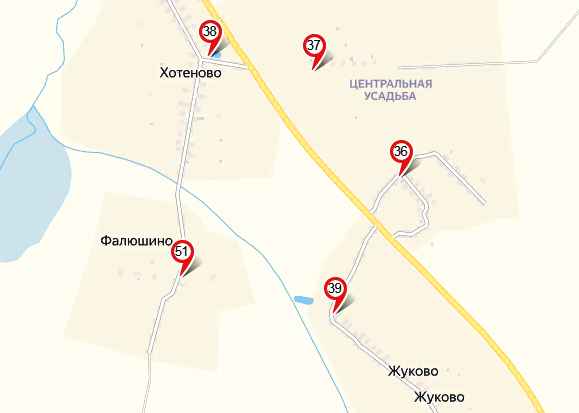 38
37
Хотеново
ЦЕНТРАЛЬНАЯ
УСАДЬБА
36
Фалюшино
51
39
Жуково
Жуково